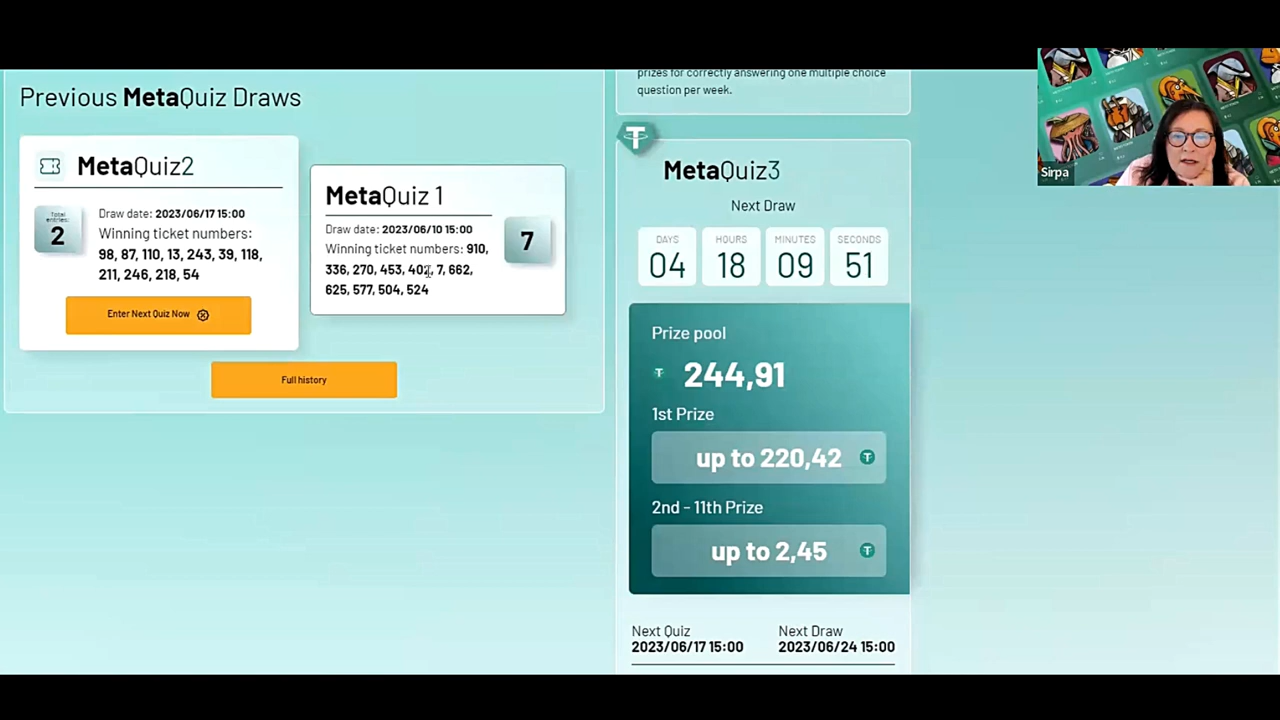 Previous MetaQuiz Draws
MetaQuiz2
Total
entries:
2
Draw date: 2023/06/17 15:00
Winning ticket numbers:
98, 87, 110, 13, 243, 39, 118,
211, 246, 218, 54
Enter Next Quiz Now
MetaQuiz 1
Draw date: 2023/06/10 15:00
Winning ticket numbers: 910,
336, 270, 453, 7, 662,
625, 577, 504, 524
7
Full history
prizes for correctly answering one multiple choice
question per week.
MetaQuiz3
Next Draw
DAYS HOURS MINUTES SECONDS
04 18 09 51
Prize pool
244,91
1st Prize
up to 220,42
2nd - 11th Prize
up to 2,45
Next Quiz Next Draw
2023/06/17 15:00 2023/06/24 15:00
Sirpa